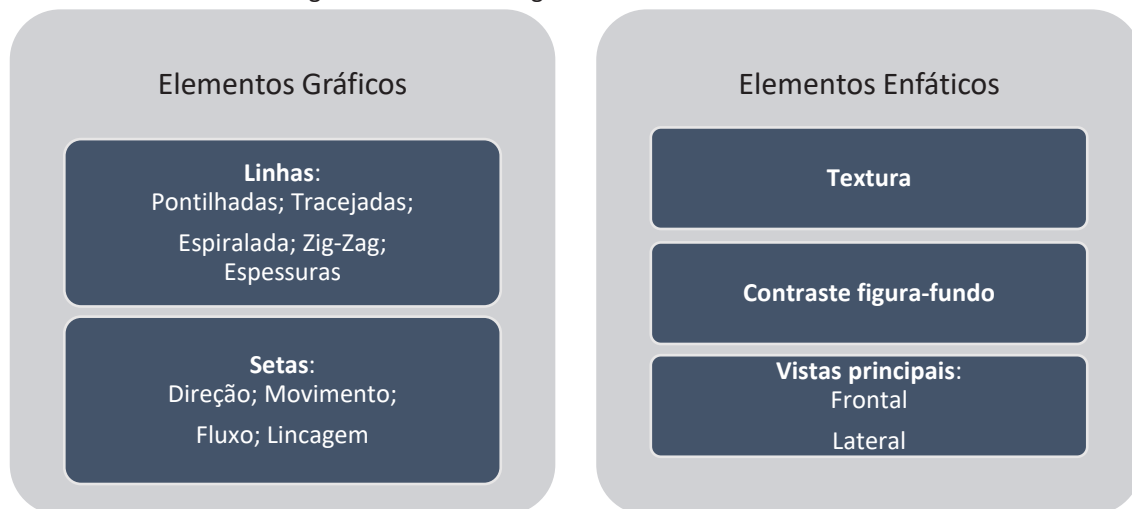 Elementos Gráficos
Linhas:
Pontilhadas; Tracejadas;
Espiralada; Zig-Zag;
Espessuras
Setas:
Direção; Movimento;
Fluxo; Lincagem
Elementos Enfáticos
Textura
Contraste figura-fundo
Vistas principais:
Frontal
Lateral